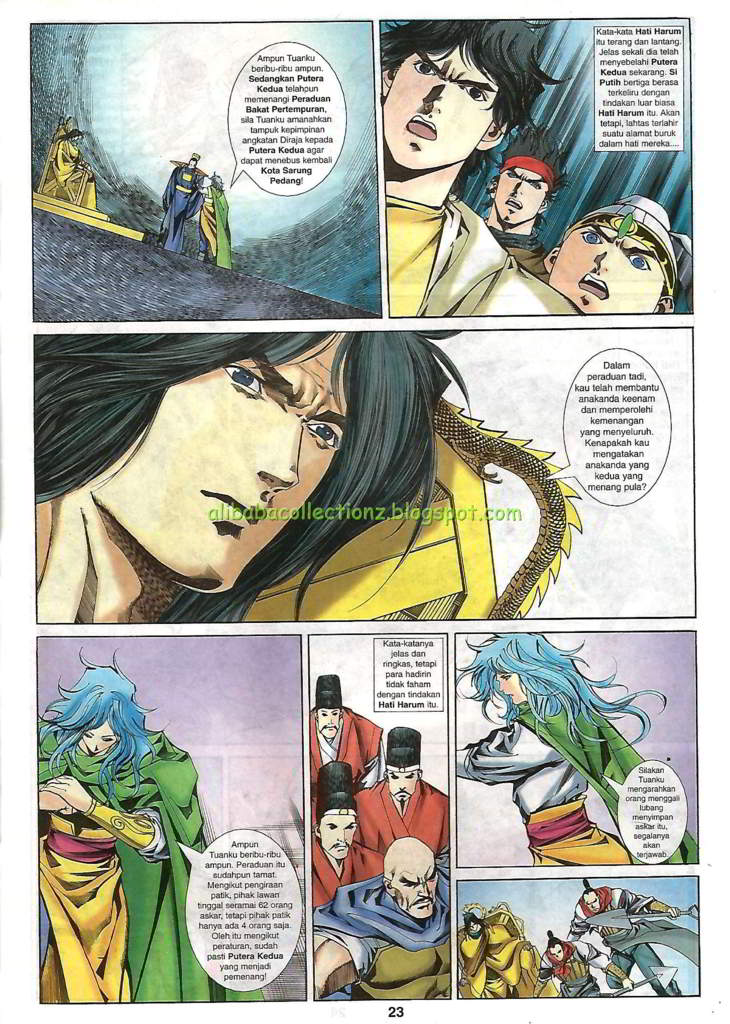 Ampun Tuanku
beribu-ribu ampun.
Sedangkan Putera
Kedua telahpun
memenangi Peraduan
Bakat Pertempuran,
sila Tuanku amanahkan
tampuk kepimpinan
angkatan Diraja kepada
Putera Kedua agar
dapat menebus kembali
Kota Sarung
Pedang!
Kata-kata Hati Harum
itu terang dan lantang.
Jelas sekali dia telah
menyebelahi Putera
Kedua sekarang. Si
Putih bertiga berasa
terkeliru dengan
tindakan luar biasa
Hati Harum itu. Akan
tetapi, lahtas terlahir
suatu alamat buruk
dalam hati mereka....
Dalam
peraduan tadi,
kau telah membantu
anakanda keenam
dan memperolehi
kemenangan
yang menyeluruh.
Kenapakah kau
mengatakan
anakanda yang
kedua yang
menang pula?
alibabacollectionz.blogspot.com
Ampun
Tuanku beribu-ribu
ampun. Peraduan itu
sudahpun tamat.
Mengikut pengiraan
patik, pihak lawan
tinggal seramai 62 orang
askar, tetapi pihak patik
hanya ada 4 orang saja.
Oleh itu mengikut
peraturan, sudah
pasti Putera Kedua
yang menjadi
pemenang!
Kata-katanya
jelas dan
ringkas, tetapi
para hadirin
tidak faham
dengan tindakan
Hati Harum itu.
Silakan
Tuanku
mengarahkan
orang menggali
lubang
menyimpan
askar itu,
segalanya
akan
terjawab.
23